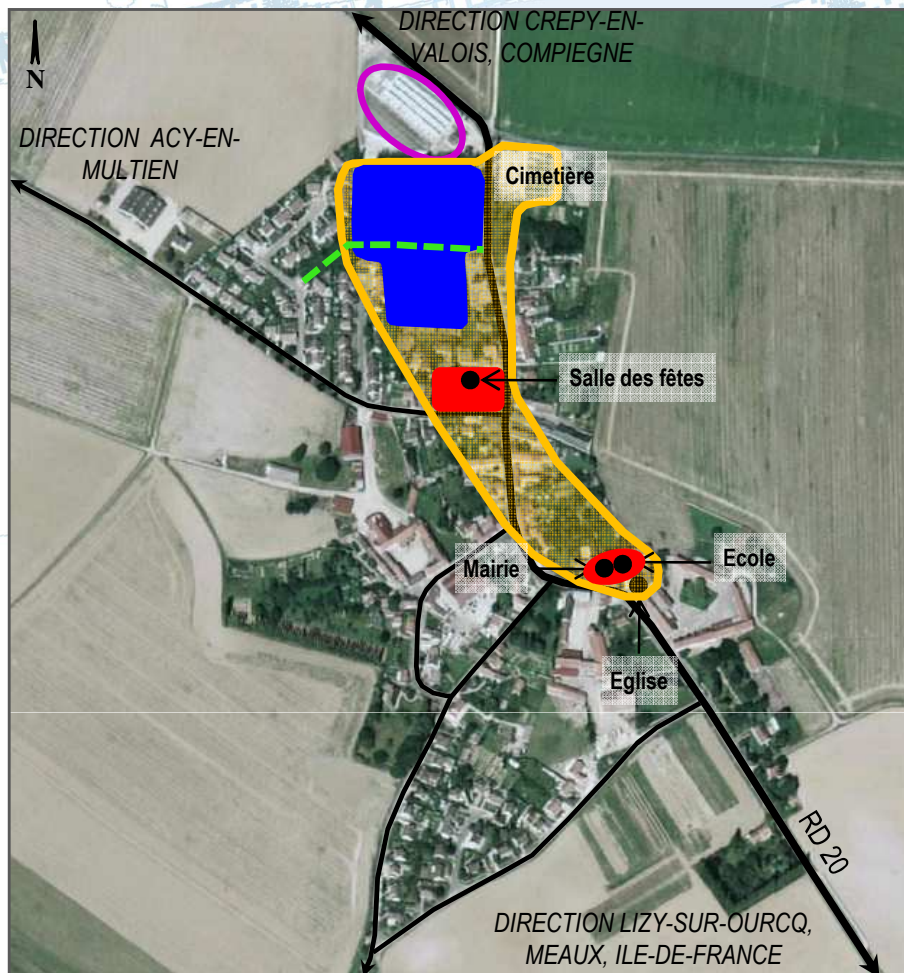 DIRECTION CREPY-EN-
VALOIS, COMPIEGNE
N
DIRECTION ACY-EN-
MULTIEN
Cimetière
Salle des fêtes
Mairie
Ecole
Eglise
RD 20
DIRECTION LIZY-SUR-OURCQ,
MEAUX, ILE-DE-FRANCE